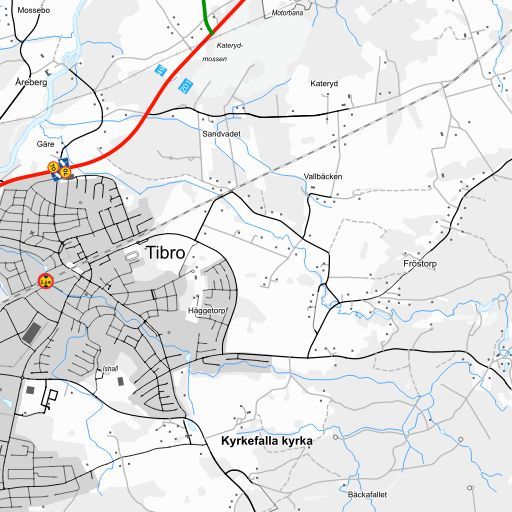 Mossebo
Motorbana
Kateryd-
mossen
Åreberg
Kateryd
Sandvadet
Gäre
Vallbäcken
Tibro
Fröstorp
Häggetorp
Ishall
Kyrkefalla kyrka
Bäckafallet